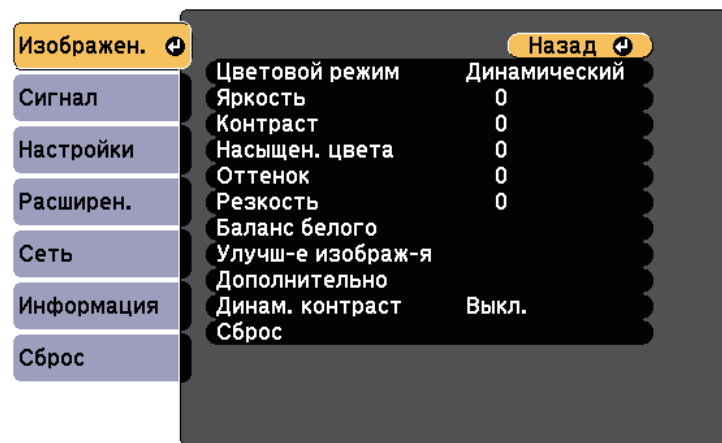 Изображен.
Сигнал
Настройки
Расширен.
Сеть
Информация
Сброс
Назад
Цветовой режим Динамический
Яркость 0
Контраст 0
Насыщен. цвета 0
Оттенок 0
Резкость 0
Баланс белого
Улучш-е изображ-я
Дополнительно
Динам. контраст Выкл.
Сброс